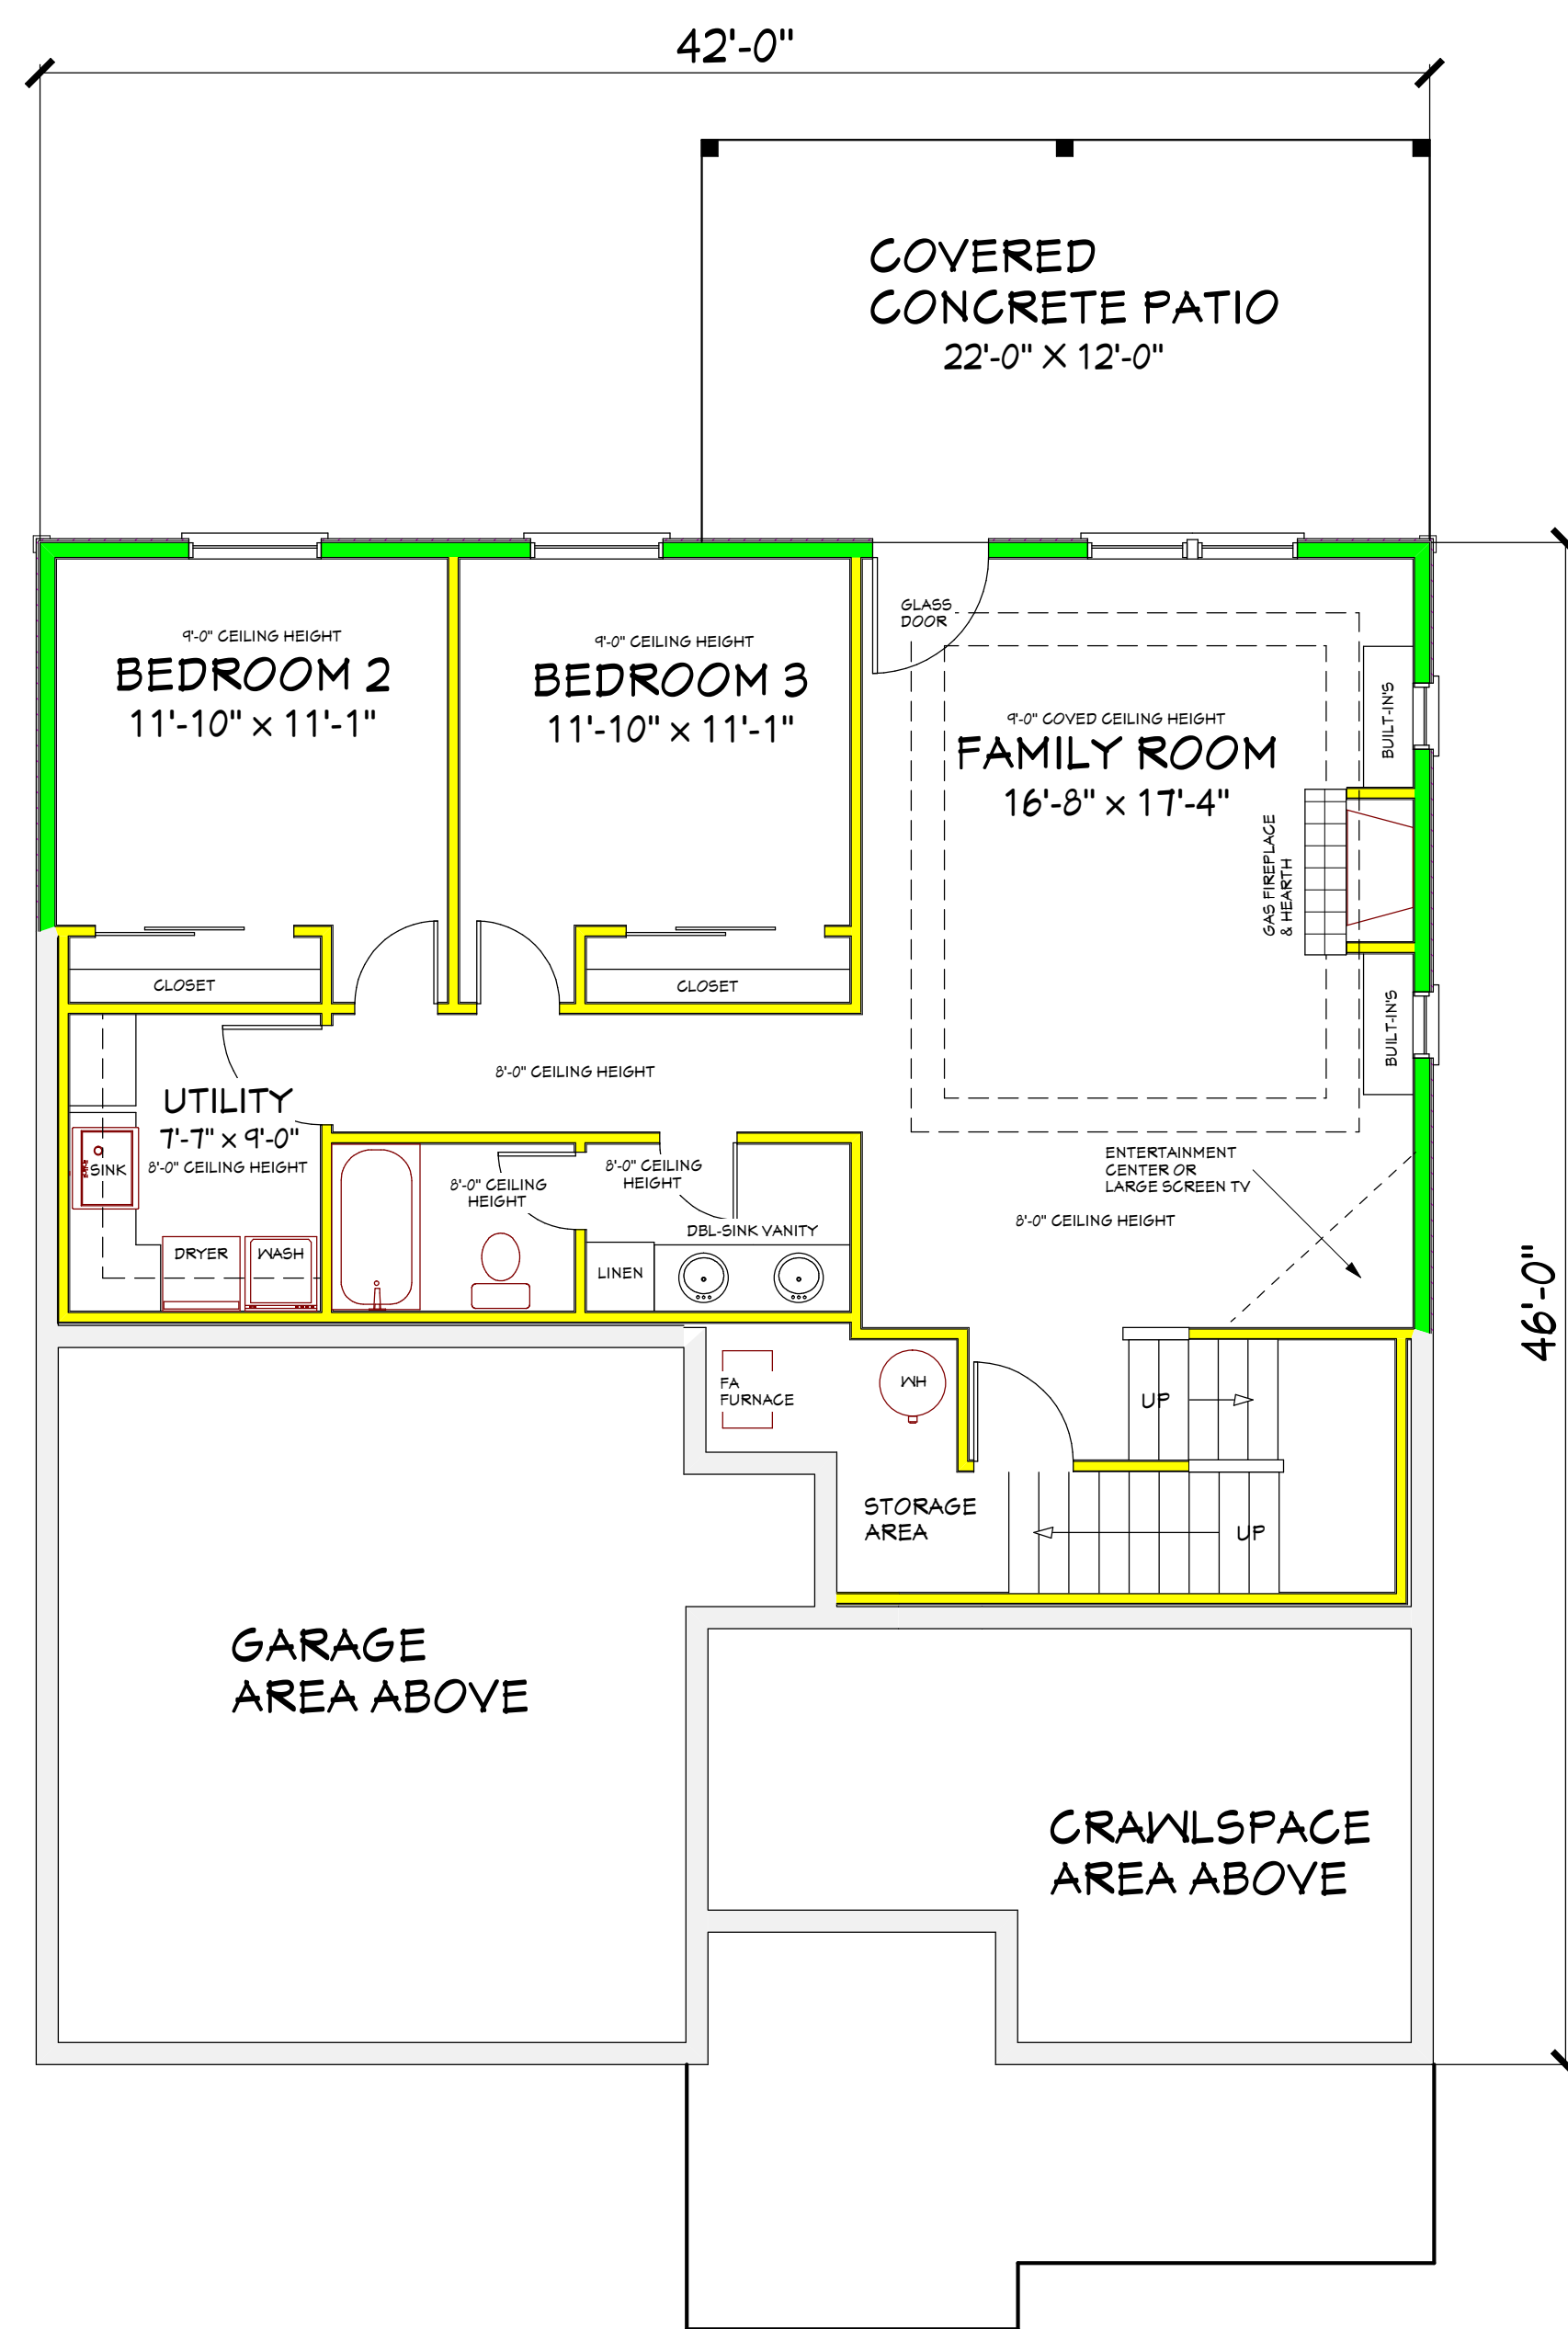 42'-0"
COVERED
CONCRETE PATIO
22'-0" X 12'-0"
GLASS
DOOR
9'-0" CEILING HEIGHT
BEDROOM 2
11'-10" x 11'-1"
9'-0" CEILING HEIGHT
BEDROOM 3
11'-10" x 11'-1"
9'-0" COVED CEILING HEIGHT
FAMILY ROOM
16'-8" x 17'-4"
BUILT-IN'S
GAS FIREPLACE
& HEARTH
BUILT-IN'S
CLOSET
CLOSET
8'-0" CEILING HEIGHT
UTILITY
7'-7" x 9'-0"
8'-0" CEILING HEIGHT
SINK
DRYER
WASH
8'-0" CEILING
HEIGHT
8'-0" CEILING
HEIGHT
DBL-SINK VANITY
LINEN
ENTERTAINMENT
CENTER OR
LARGE SCREEN TV
8'-0" CEILING HEIGHT
46'-0"
FA
FURNACE
WH
UP
STORAGE
AREA
UP
GARAGE
AREA ABOVE
CRAWLSPACE
AREA ABOVE